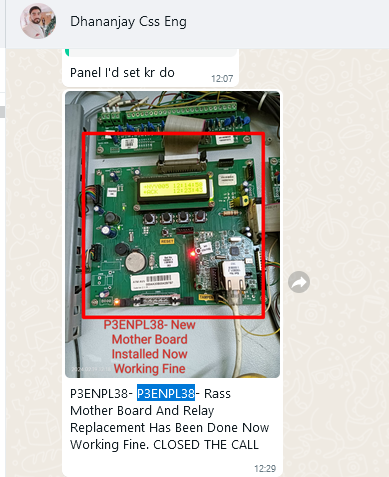 Dhananjay Css Eng
Panel I'd set kr do
12:07
RESET
P3ENPL38- New
Mother Board
Installed Now
Working Fine
P3ENPL38- P3ENPL38- Rass
Mother Board And Relay
Replacement Has Been Done Now
Working Fine. CLOSED THE CALL
12:29